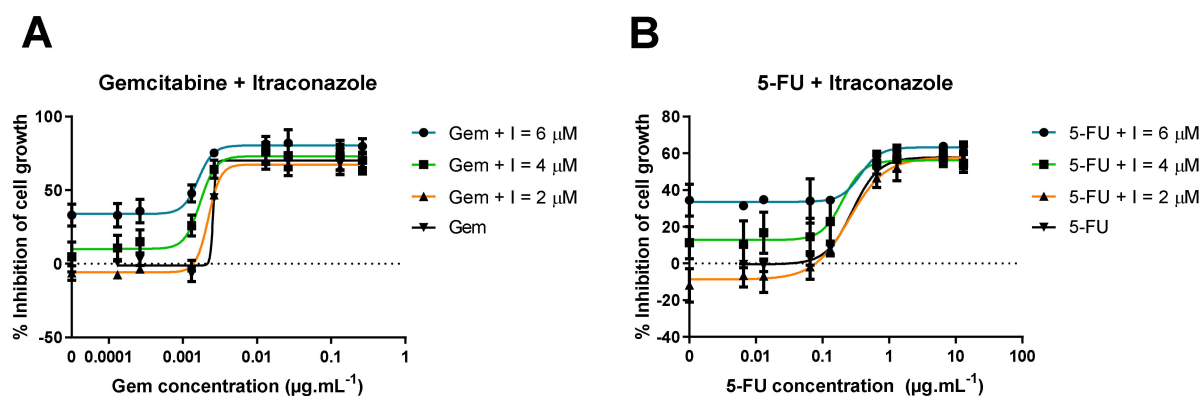 A
Gemcitabine + Itraconazole
% Inhibition of cell growth
100
50
0
-50
0 0.0001 0.001 0.01 0.1 1
Gem concentration (µg.mL-1)
Gem + I = 6 µM
Gem + I = 4 µM
Gem + I = 2 µM
Gem
B
5-FU + Itraconazole
% Inhibition of cell growth
80
60
40
20
0
-20
-40
0 0.01 0.1 1 10 100
5-FU concentration (µg.mL-1)
5-FU + I = 6 µM
5-FU + I = 4 µM
5-FU + I = 2 µM
5-FU